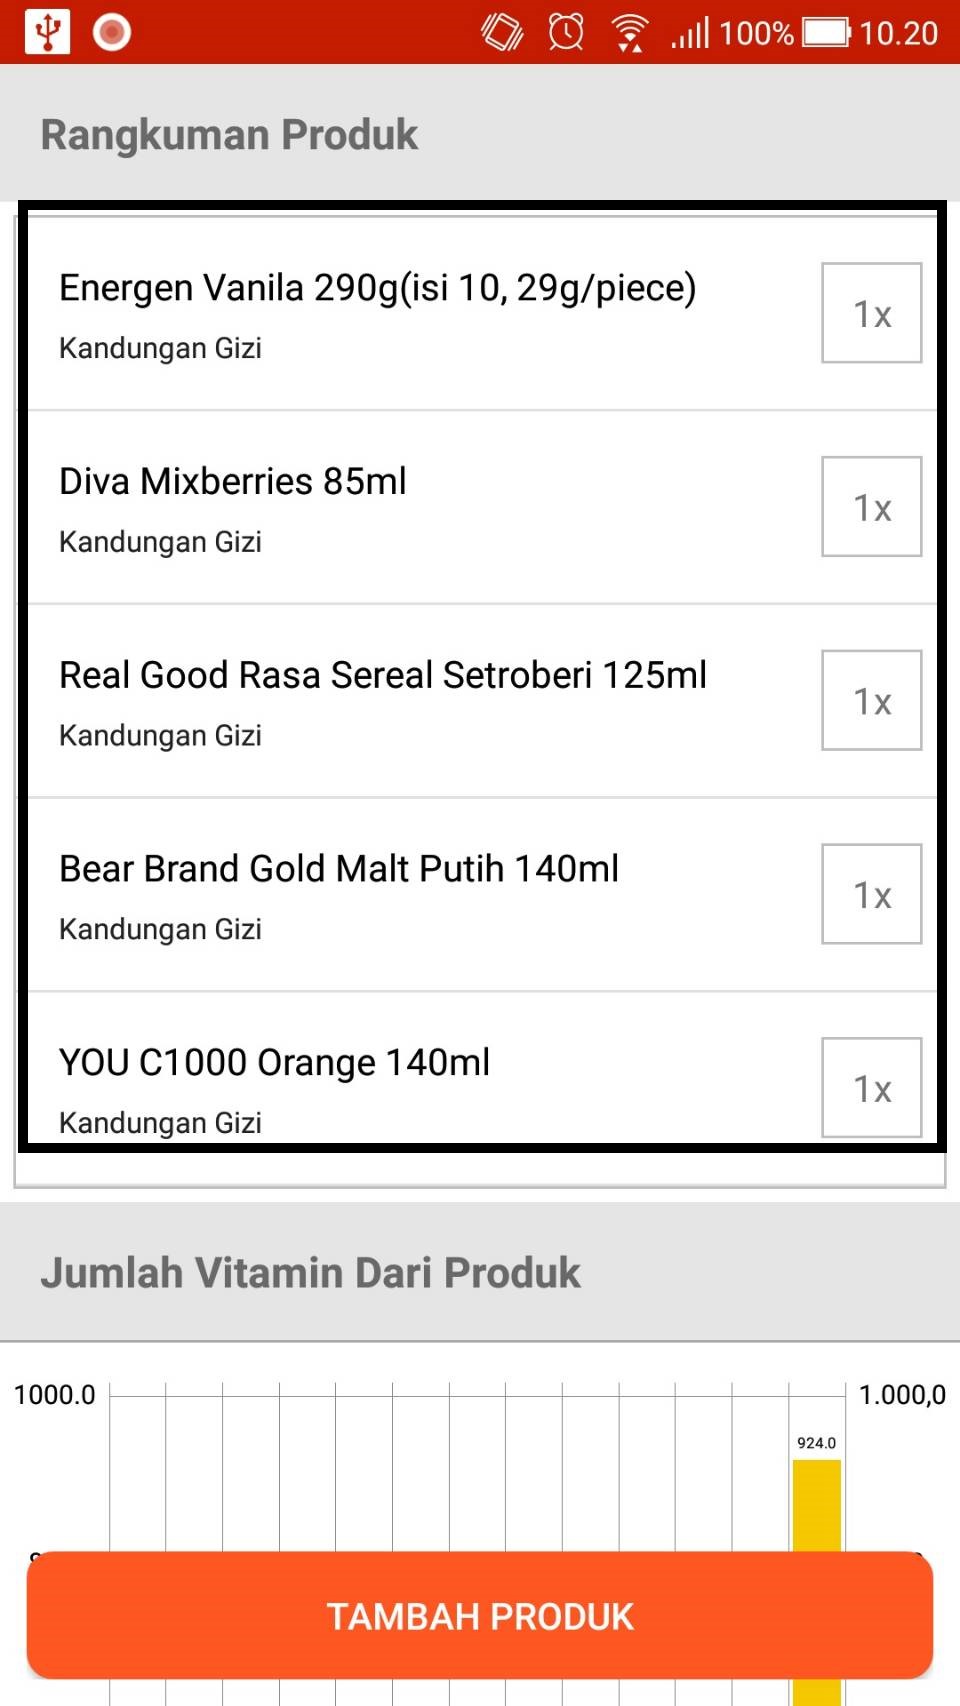 100% 10.20
Rangkuman Produk
Energen Vanila 290g(isi 10, 29g/piece)
Kandungan Gizi
1x
Diva Mixberries 85ml
Kandungan Gizi
1x
Real Good Rasa Sereal Setroberi 125ml
Kandungan Gizi
1x
Bear Brand Gold Malt Putih 140ml
Kandungan Gizi
1x
YOU C1000 Orange 140ml
Kandungan Gizi
1x
Jumlah Vitamin Dari Produk
1000.0 1.000,0
924.0
TAMBAH PRODUK